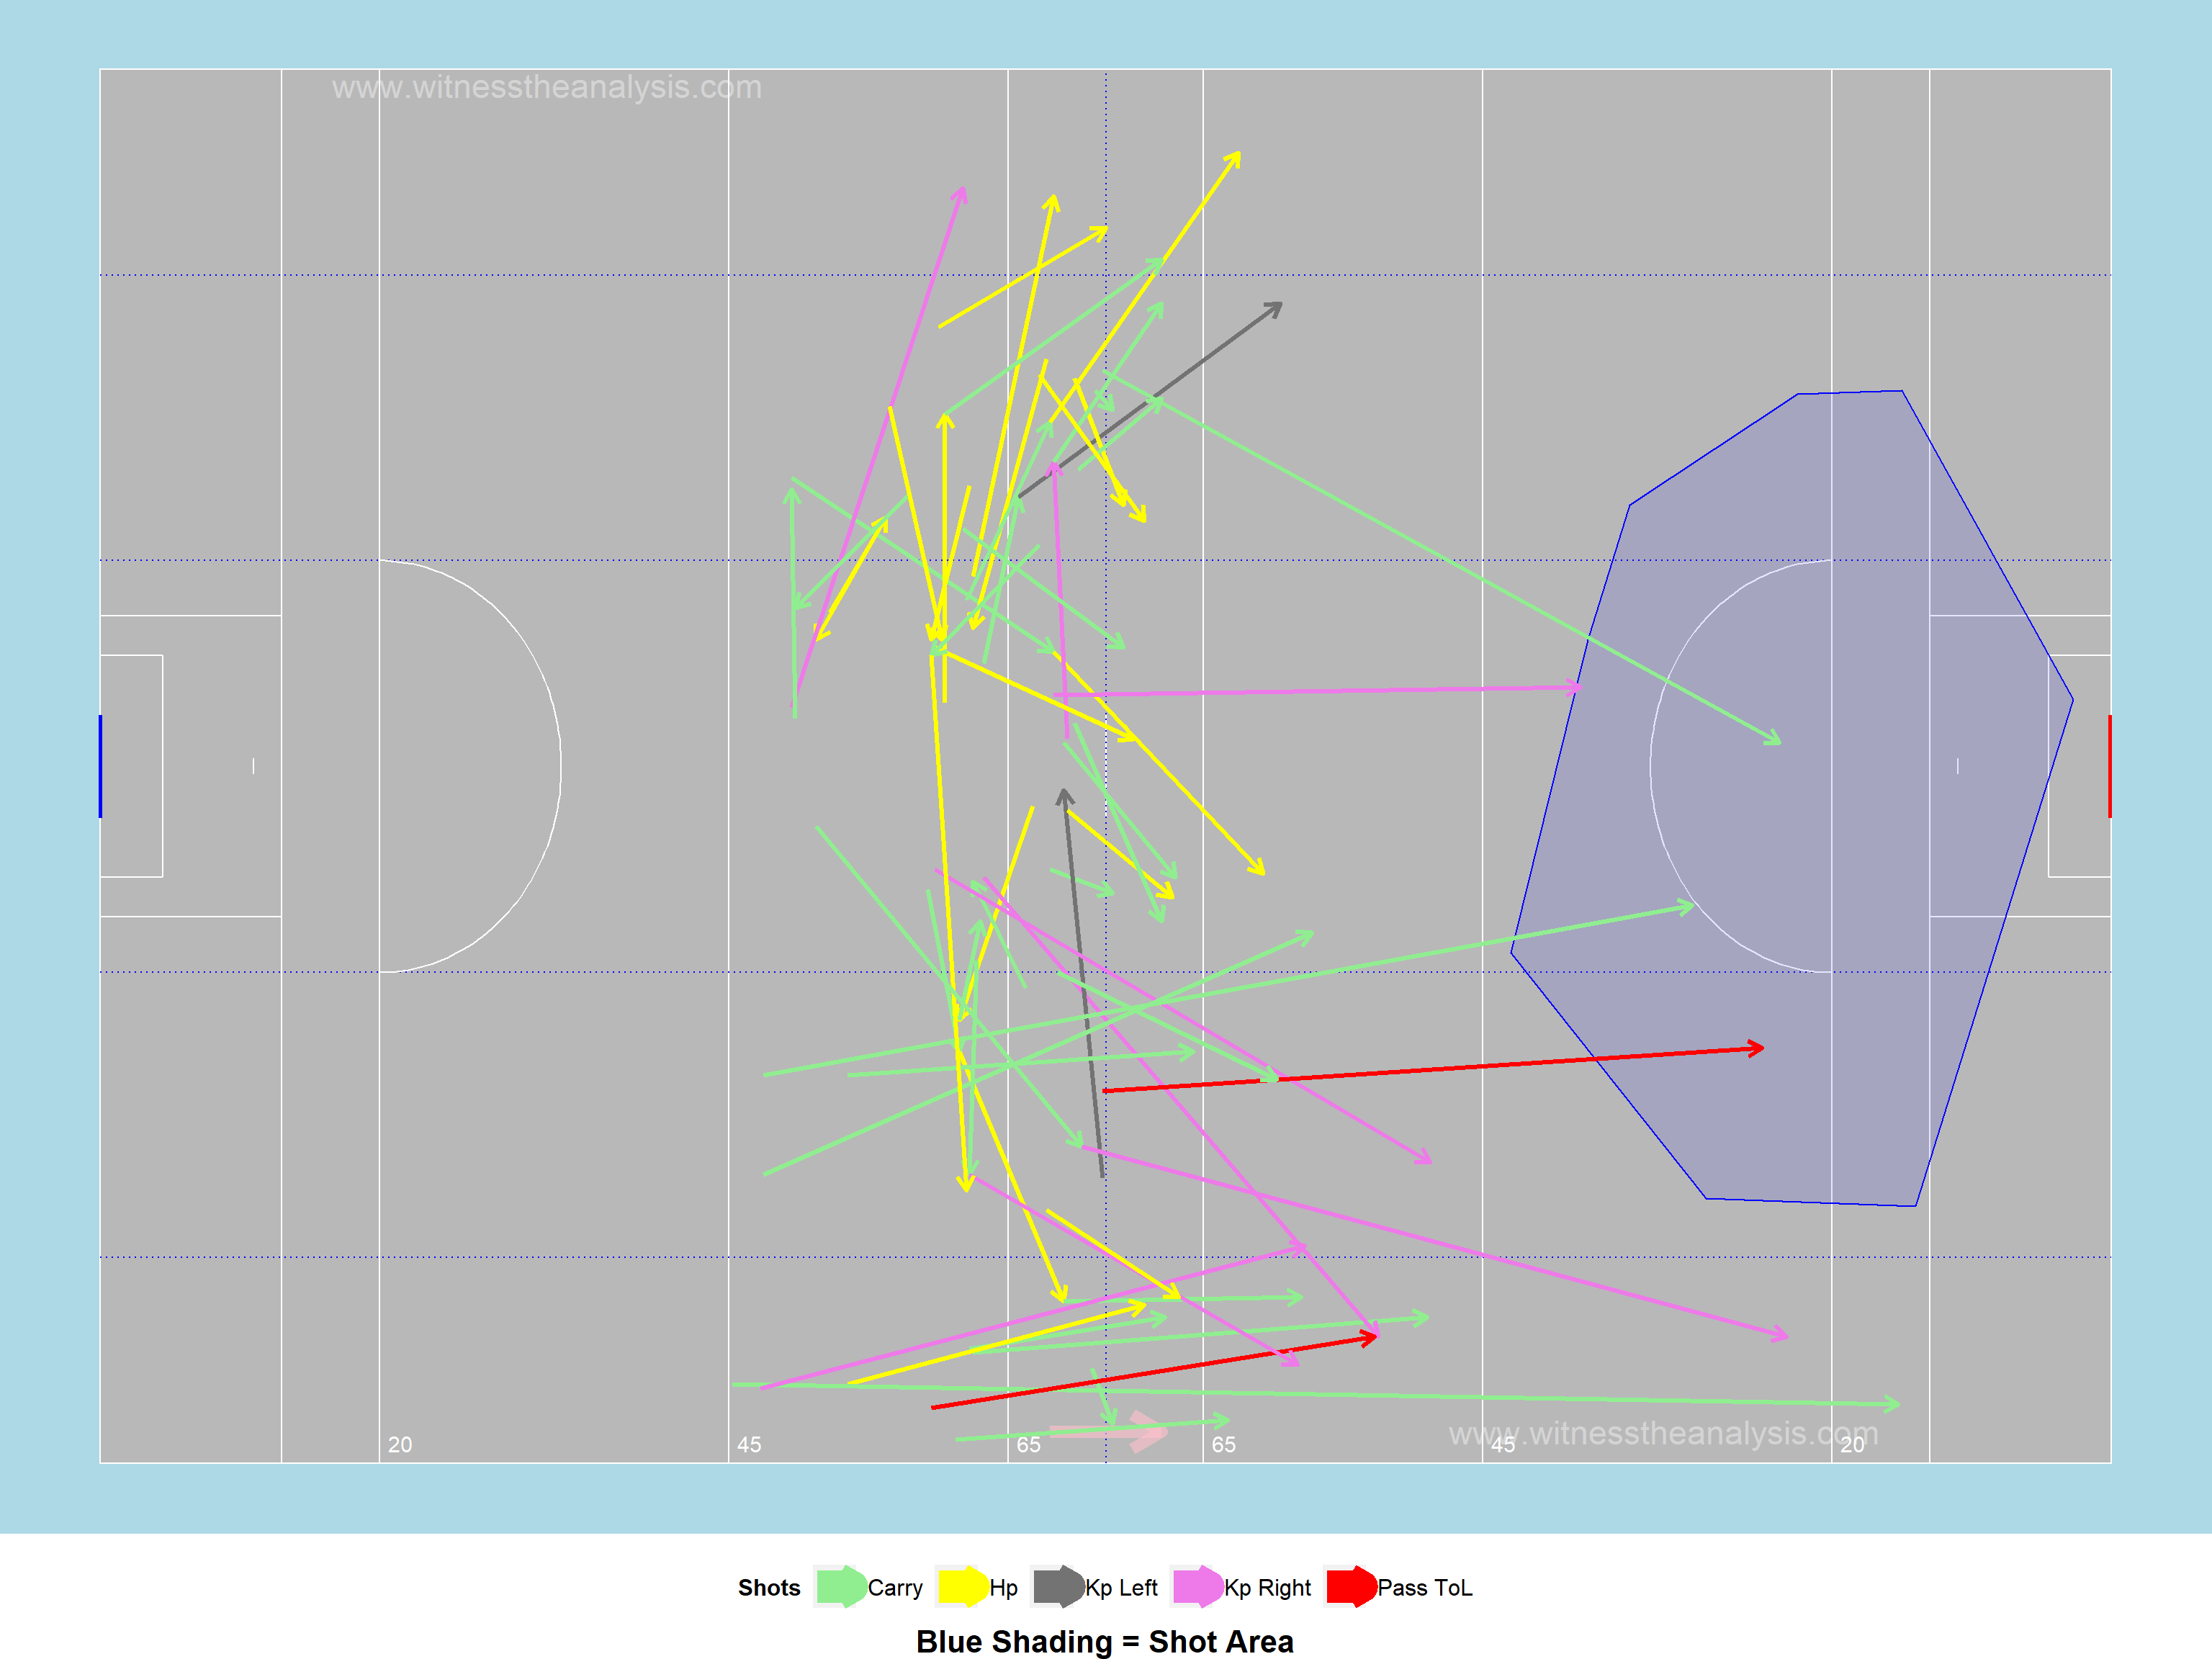 www.witnesstheanalysis.com
www.witnesstheanalysis.com
20 45 65 65 45 20
Shots Carry Hp Kp Left Kp Right Pass ToL
Blue Shading = Shot Area